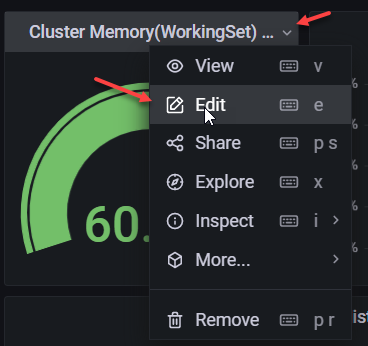 Cluster Memory(WorkingSet) ...
View v
Edit e
Share p s
Explore x
Inspect i >
More... >
Remove p r
60.